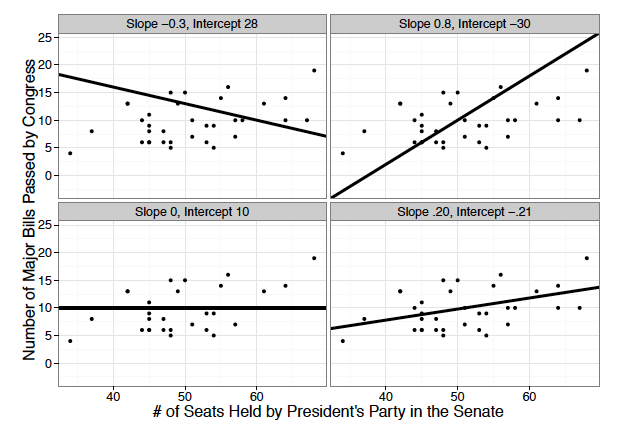 Slope −0.3, Intercept 28
Slope 0.8, Intercept −30
25
20
15
10
5
0
Slope 0, Intercept 10
Slope .20, Intercept −.21
25
20
15
10
5
0
40 50 60 40 50 60
# of Seats Held by President's Party in the Senate
Number of Major Bills Passed by Congress